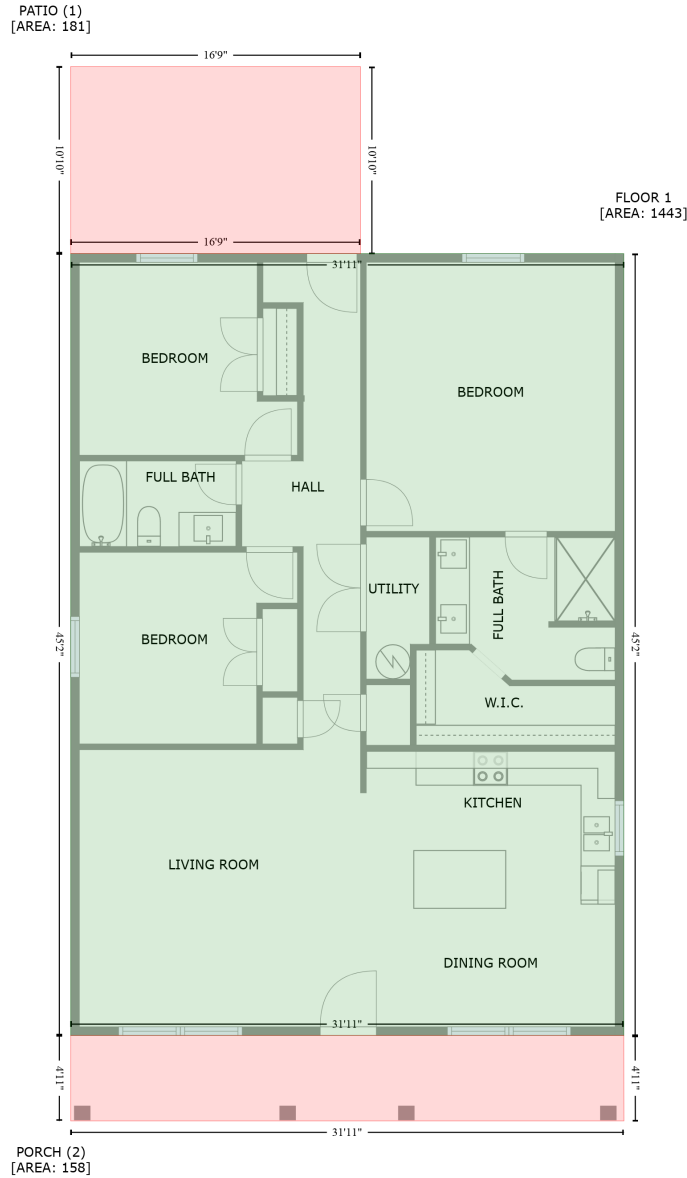 PATIO (1)
[AREA: 181]
16'9"
10'10"
10'10"
FLOOR 1
[AREA: 1443]
16'9"
31'11"
BEDROOM
BEDROOM
FULL BATH
HALL
UTILITY
FULL BATH
BEDROOM
45'2"
45'2"
W.I.C.
KITCHEN
LIVING ROOM
DINING ROOM
31'11"
4'11"
4'11"
31'11"
PORCH (2)
[AREA: 158]